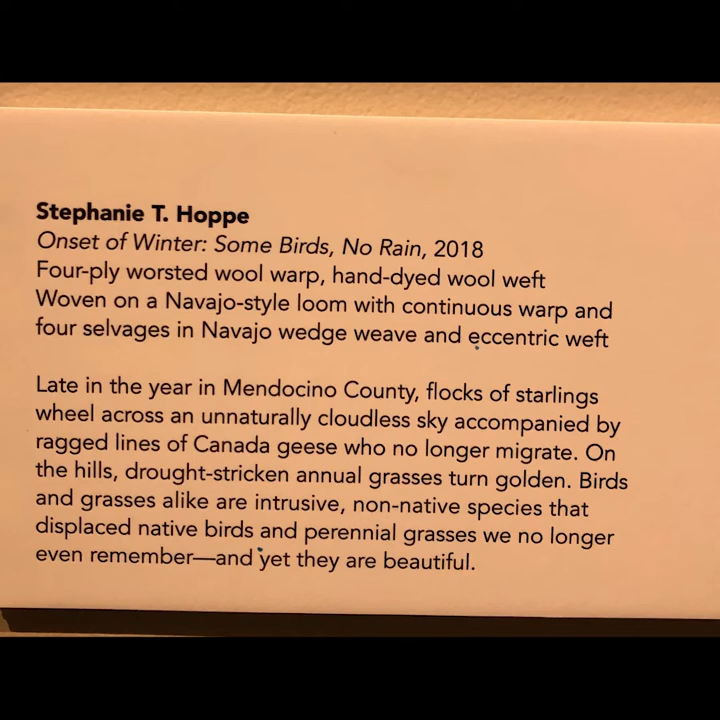 Stephanie T. Hoppe
Onset of Winter: Some Birds, No Rain, 2018
Four-ply worsted wool warp, hand-dyed wool weft
Woven on a Navajo-style loom with continuous warp and
four selvages in Navajo wedge weave and eccentric weft
Late in the year in Mendocino County, flocks of starlings
wheel across an unnaturally cloudless sky accompanied by
ragged lines of Canada geese who no longer migrate. On
the hills, drought-stricken annual grasses turn golden. Birds
and grasses alike are intrusive, non-native species that
displaced native birds and perennial grasses we no longer
even remember—and yet they are beautiful.